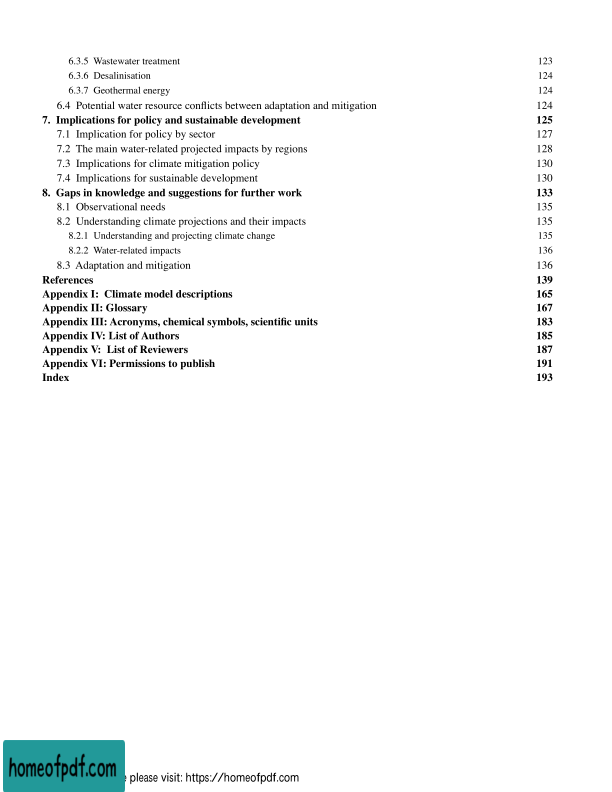 6.3.5 Wastewater treatment 123
6.3.6 Desalinisation 124
6.3.7 Geothermal energy 124
6.4 Potential water resource conflicts between adaptation and mitigation 124
7. Implications for policy and sustainable development 125
7.1 Implication for policy by sector 127
7.2 The main water-related projected impacts by regions 128
7.3 Implications for climate mitigation policy 130
7.4 Implications for sustainable development 130
8. Gaps in knowledge and suggestions for further work 133
8.1 Observational needs 135
8.2 Understanding climate projections and their impacts 135
8.2.1 Understanding and projecting climate change 135
8.2.2 Water-related impacts 136
8.3 Adaptation and mitigation 136
References 139
Appendix I: Climate model descriptions 165
Appendix II: Glossary 167
Appendix III: Acronyms, chemical symbols, scientific units 183
Appendix IV: List of Authors 185
Appendix V: List of Reviewers 187
Appendix VI: Permissions to publish 191
Index 193
homeofpdf.com please visit: https://homeofpdf.com